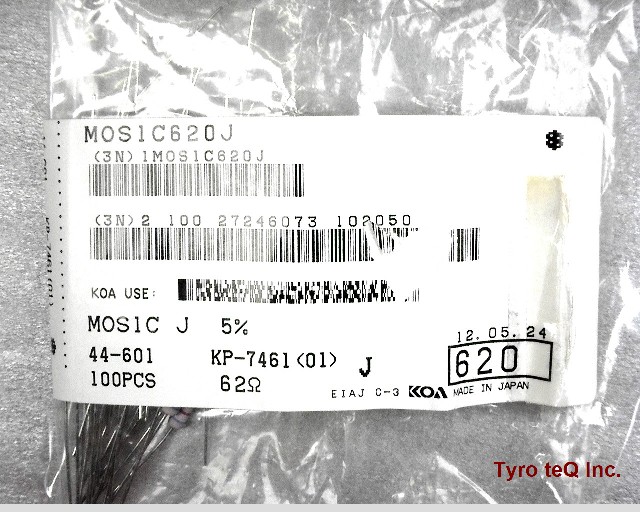 MOS1C620J
(3N)1MOS1C620J
(3N)2 100 27246073 102050
KOA USE:
MOS1C J 5%
12.05.24
44-601 KP-7461(01) J 620
100PCS 62Ω EIAJ C-3 KOA MADE IN JAPAN
Tyro teQ Inc.